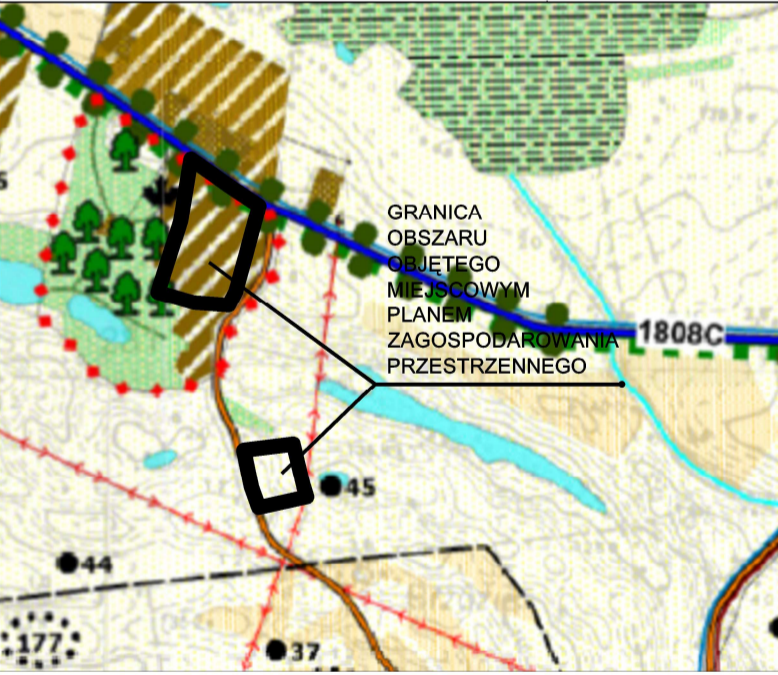 GRANICA
OBSZARU
OBJĘTEGO
MIEJSCOWYM
PLANEM
ZAGOSPODAROWANIA
PRZESTRZENNEGO
1808C
45
44
177
37